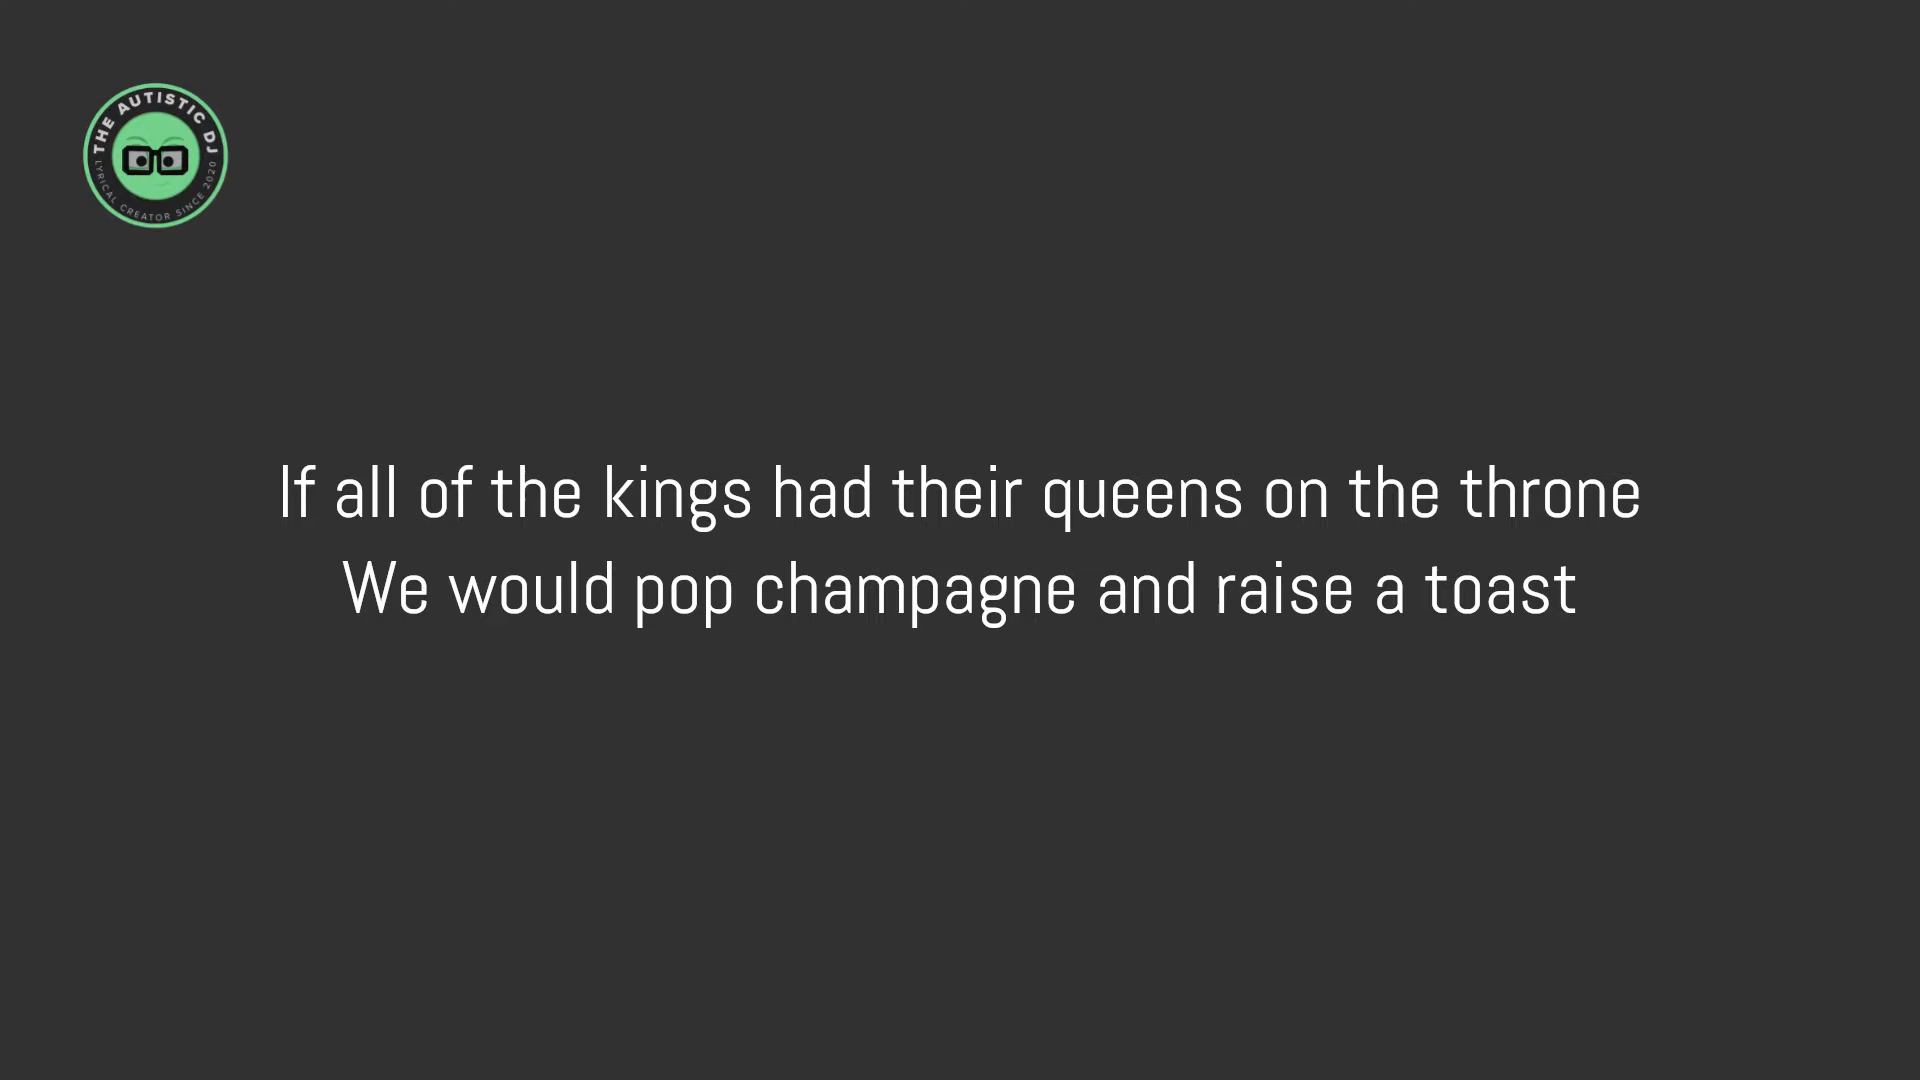 THE AUTISTIC DJ
LYRICAL CREATOR SINCE 2020
If all of the kings had their queens on the throne
We would pop champagne and raise a toast